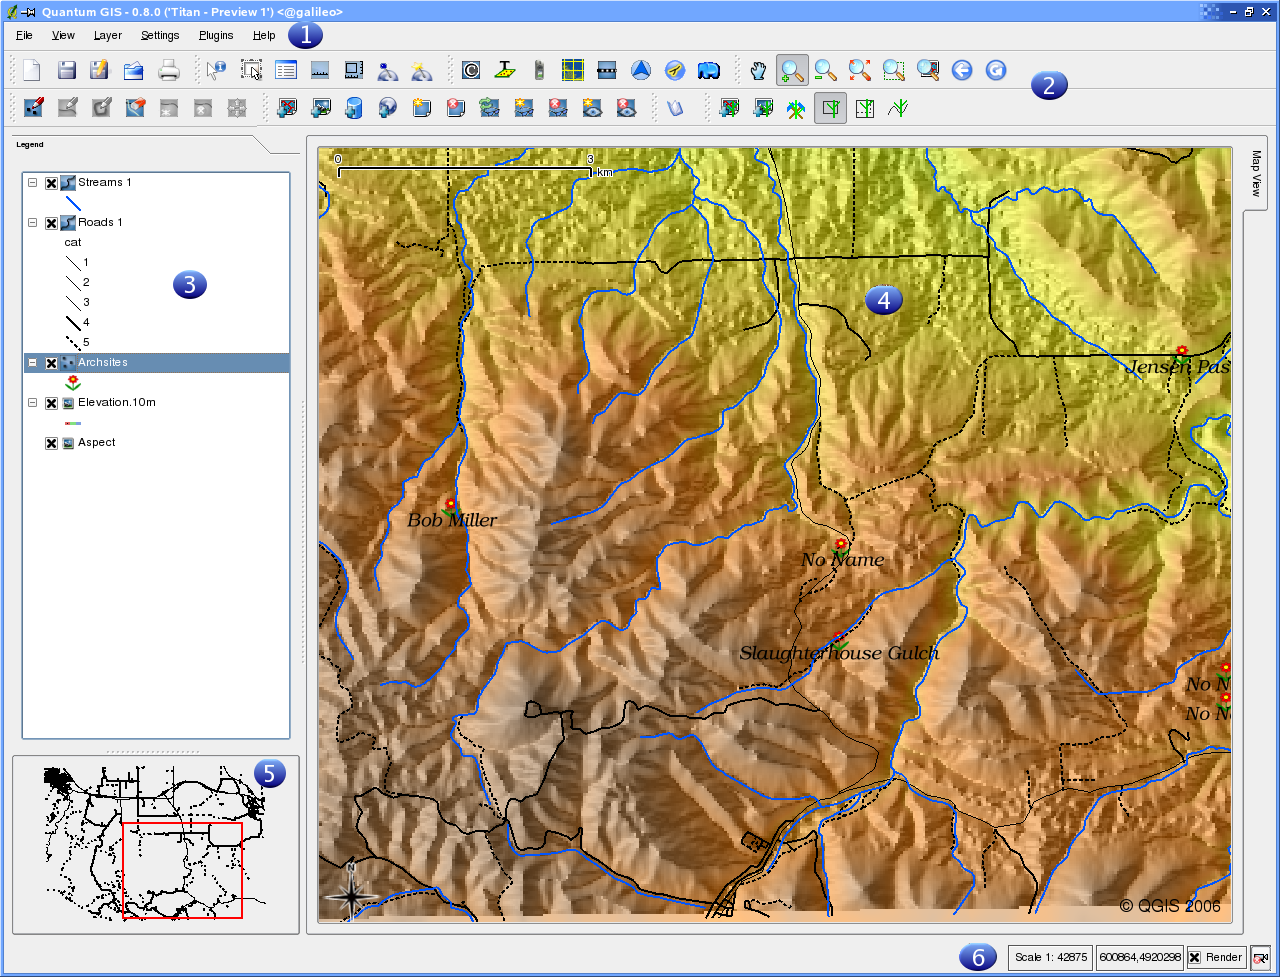 Quantum GIS - 0.8.0 ('Titan - Preview 1') <@galileo>
File View Layer Settings Plugins Help 1
2
Legend
Streams 1
Roads 1
cat
1
2
3
4
5
Archsites
Elevation.10m
Aspect
3
0 3
km
4
Jensen Pas
Bob Miller
No Name
Slaughterhouse Gulch
No N
No N
© QGIS 2006
Map View
5
6 Scale 1: 42875 600864,4920298 Render